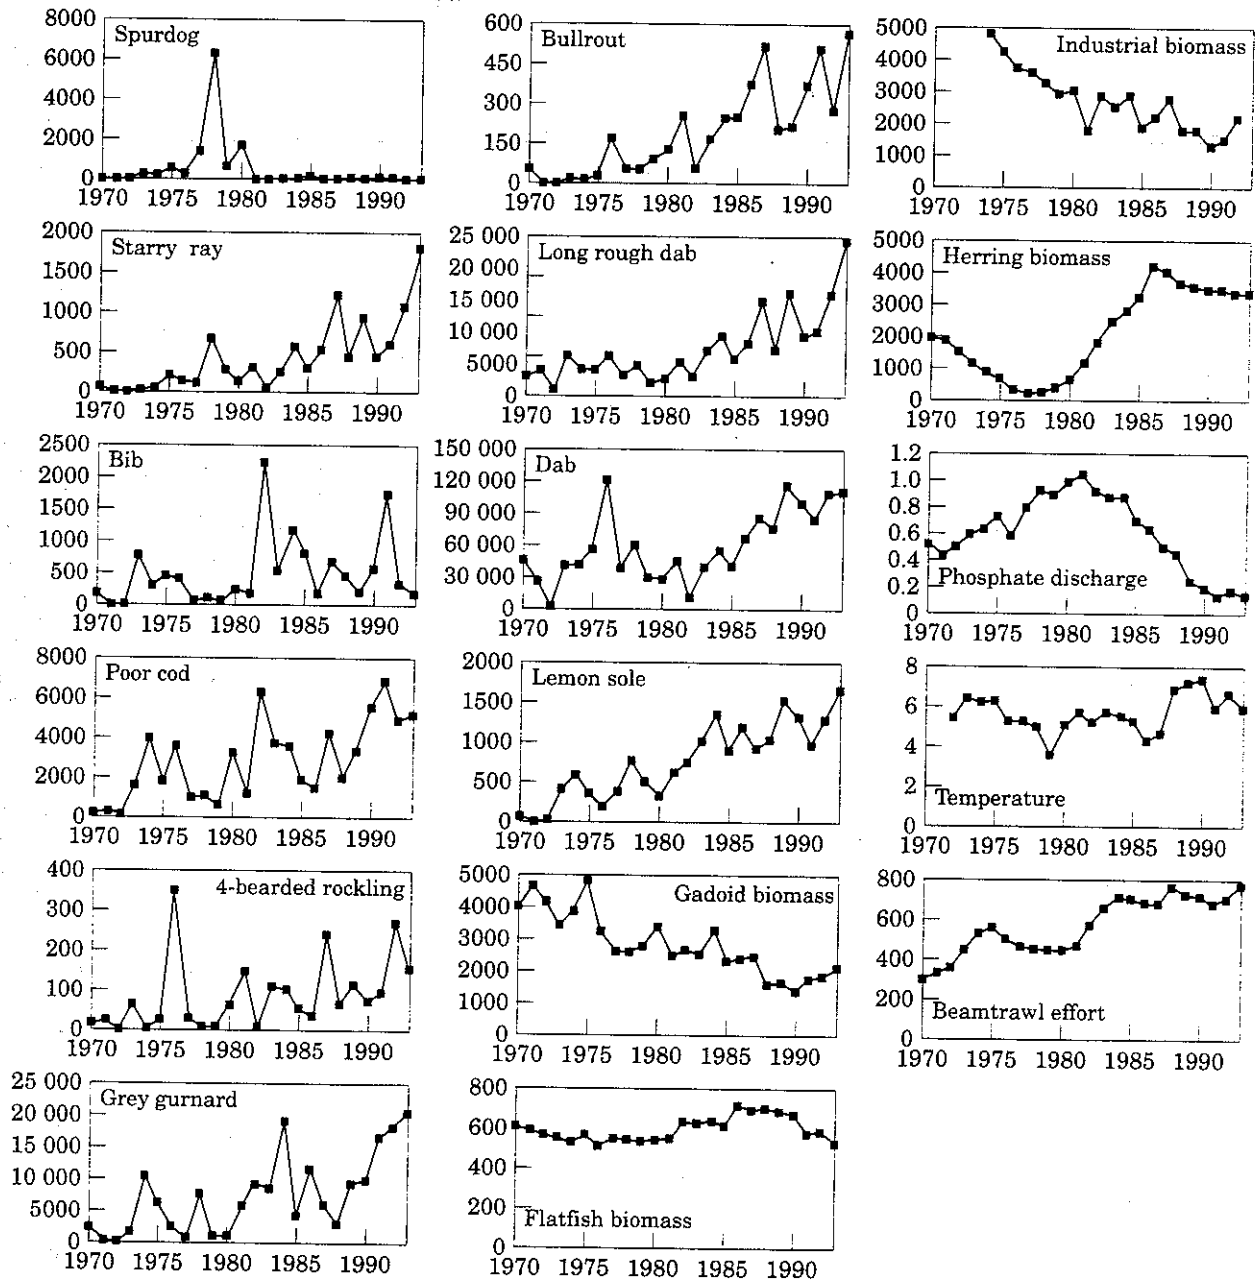 8000
Spurdog
6000
4000
2000
0
1970 1975 1980 1985 1990
600
Bullrout
450
300
150
0
1970 1975 1980 1985 1990
5000
Industrial biomass
4000
3000
2000
1000
0
1970 1975 1980 1985 1990
2000
Starry ray
1500
1000
500
0
1970 1975 1980 1985 1990
25 000
Long rough dab
20 000
15 000
10 000
5000
0
1970 1975 1980 1985 1990
5000
Herring biomass
4000
3000
2000
1000
0
1970 1975 1980 1985 1990
2500
Bib
2000
1500
1000
500
0
1970 1975 1980 1985 1990
150 000
Dab
120 000
90 000
60 000
30 000
0
1970 1975 1980 1985 1990
1.2
1.0
0.8
0.6
0.4
Phosphate discharge
0.2
0
1970 1975 1980 1985 1990
8000
Poor cod
6000
4000
2000
0
1970 1975 1980 1985 1990
2000
Lemon sole
1500
1000
500
0
1970 1975 1980 1985 1990
8
6
4
2
Temperature
0
1970 1975 1980 1985 1990
400
4-bearded rockling
300
200
100
0
1970 1975 1980 1985 1990
5000
Gadoid biomass
4000
3000
2000
1000
0
1970 1975 1980 1985 1990
800
600
400
200
Beamtrawl effort
0
1970 1975 1980 1985 1990
25 000
Grey gurnard
20 000
15 000
10 000
5000
0
1970 1975 1980 1985 1990
800
600
400
200
Flatfish biomass
0
1970 1975 1980 1985 1990